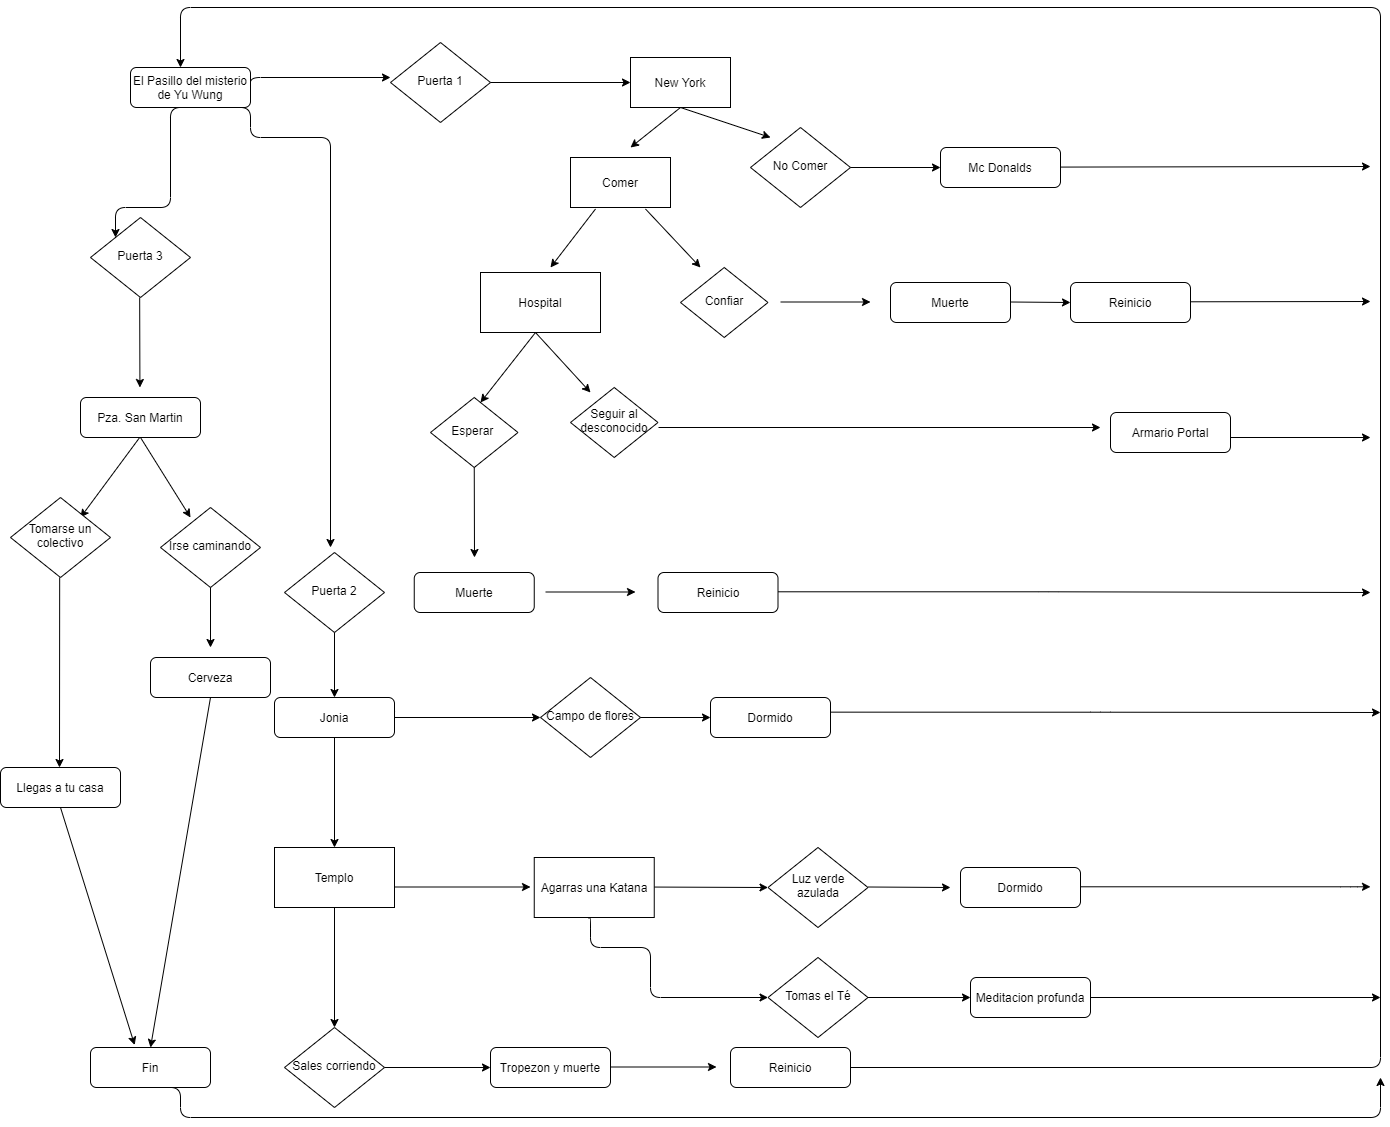 El Pasillo del misterio
de Yu Wung
Puerta 1
New York
No Comer
Mc Donalds
Comer
Puerta 3
Hospital
Confiar
Muerte
Reinicio
Pza. San Martin
Esperar
Seguir al
desconocido
Armario Portal
Tomarse un
colectivo
Irse caminando
Puerta 2
Muerte
Reinicio
Cerveza
Jonia
Campo de flores
Dormido
Llegas a tu casa
Templo
Agarras una Katana
Luz verde
azulada
Dormido
Tomas el Té
Meditacion profunda
Fin
Sales corriendo
Tropezon y muerte
Reinicio